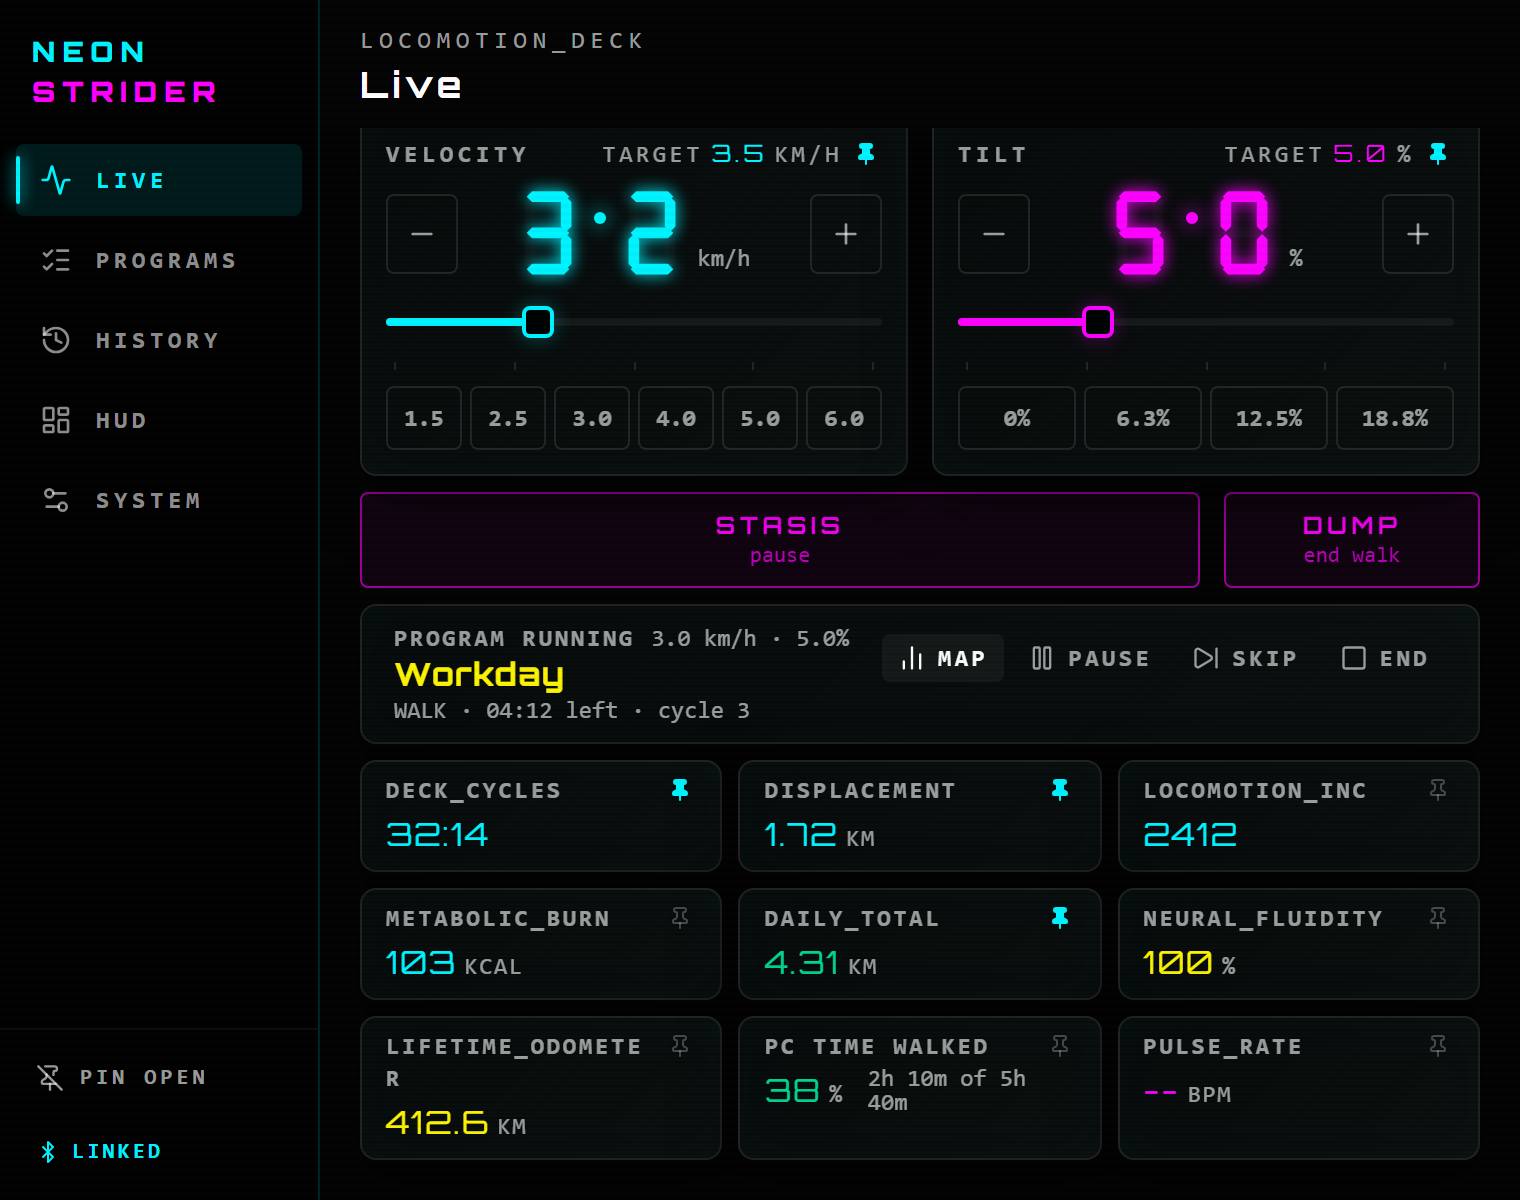 NEON
STRIDER
LIVE
PROGRAMS
HISTORY
HUD
SYSTEM
PIN OPEN
LINKED
LOCOMOTION_DECK
Live
VELOCITY TARGET 3.5 KM/H
3.2 km/h
1.5 2.5 3.0 4.0 5.0 6.0
TILT TARGET 5.0 %
5.0 %
0% 6.3% 12.5% 18.8%
STASIS
pause
DUMP
end walk
PROGRAM RUNNING 3.0 km/h · 5.0%
Workday
WALK · 04:12 left · cycle 3
MAP PAUSE SKIP END
DECK_CYCLES
32:14
DISPLACEMENT
1.72 KM
LOCOMOTION_INC
2412
METABOLIC_BURN
103 KCAL
DAILY_TOTAL
4.31 KM
NEURAL_FLUIDITY
100 %
LIFETIME_ODOMETE
R
412.6 KM
PC TIME WALKED
38 % 2h 10m of 5h
40m
PULSE_RATE
-- BPM